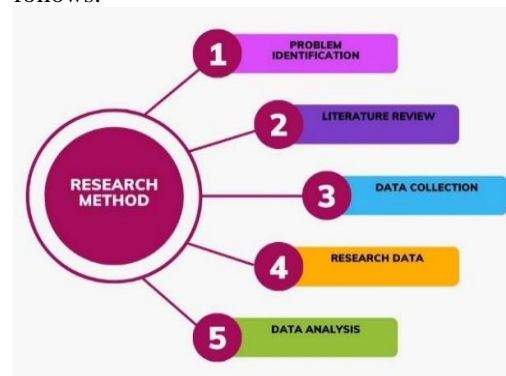 follows:
1
PROBLEM
IDENTIFICATION
2
LITERATURE REVIEW
RESEARCH
METHOD
3
DATA COLLECTION
4
RESEARCH DATA
5
DATA ANALYSIS